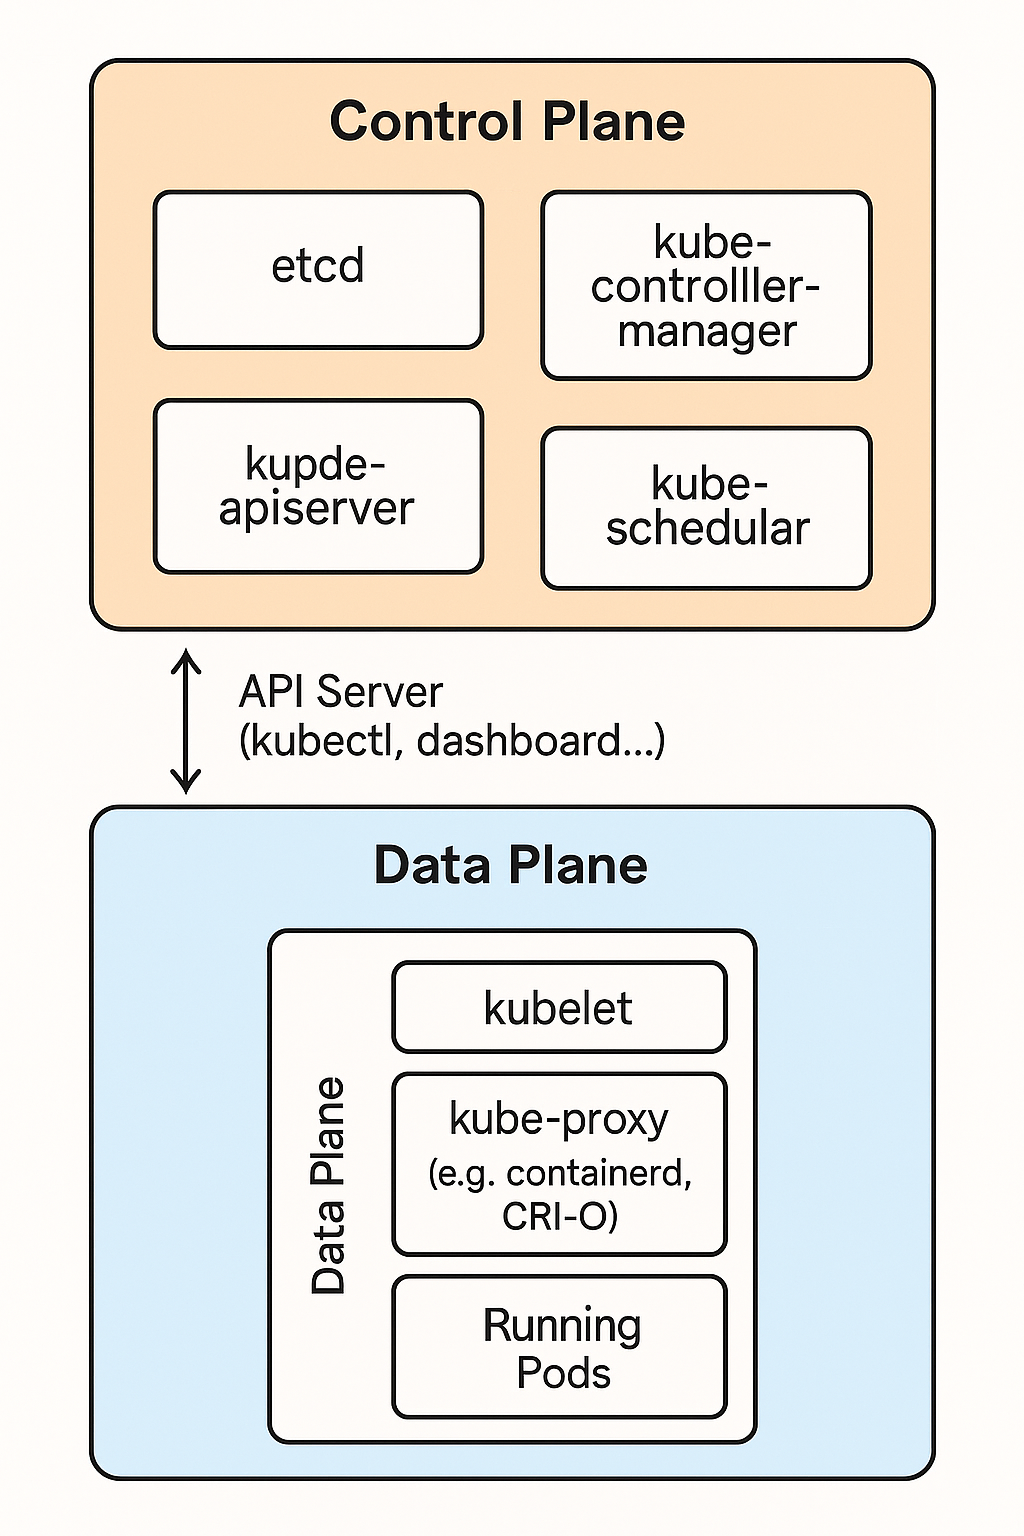 Control Plane
etcd
kube-
controlller-
manager
kupde-
apiserver
kube-
schedular
API Server
(kubectl, dashboard...)
Data Plane
Data Plane
kubelet
kube-proxy
(e.g. containerd,
CRI-O)
Running
Pods